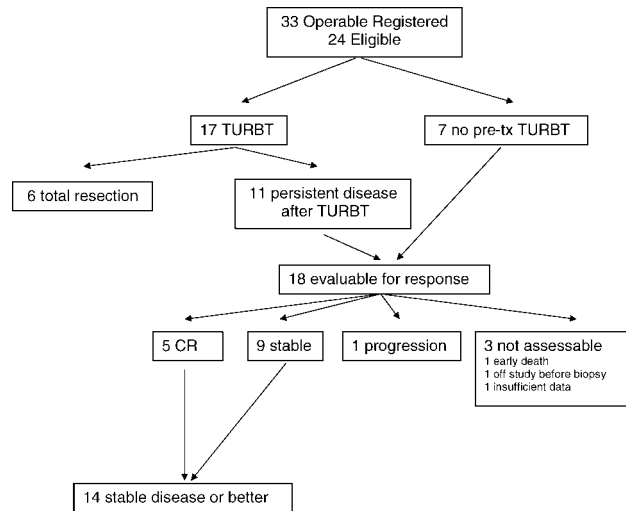 33 Operable Registered
24 Eligible
17 TURBT
7 no pre-tx TURBT
6 total resection
11 persistent disease
after TURBT
18 evaluable for response
5 CR
9 stable
1 progression
3 not assessable
1 early death
1 off study before biopsy
1 insufficient data
14 stable disease or better